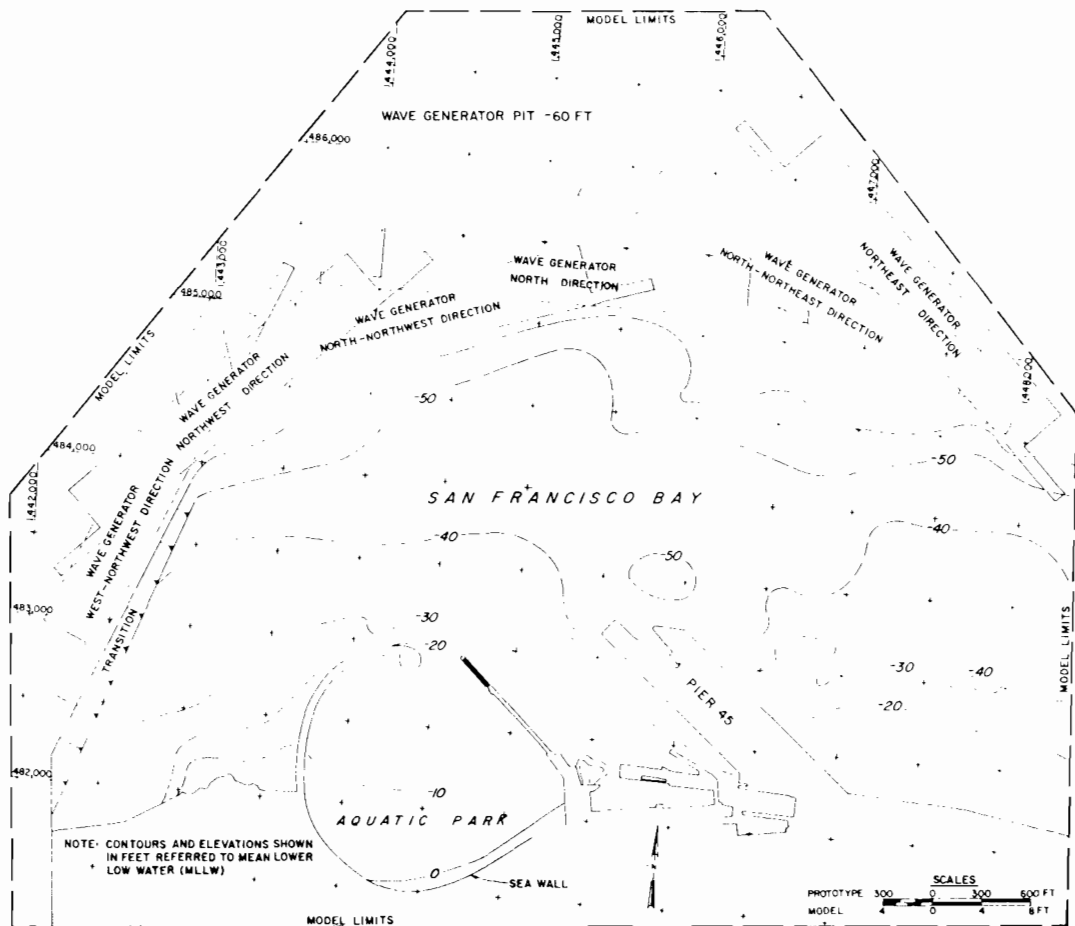 MODEL LIMITS
1,444,000
1,445,000
1,446,000
WAVE GENERATOR PIT -60 FT
486,000
1,447,000
1,443,000
WAVE GENERATOR
NORTH DIRECTION
WAVE GENERATOR
NORTH-NORTHEAST DIRECTION
WAVE GENERATOR
NORTHEAST DIRECTION
485,000
WAVE GENERATOR
NORTH-NORTHWEST DIRECTION
MODEL LIMITS
WAVE GENERATOR
NORTHWEST DIRECTION
1,448,000
-50
484,000
-50
1,442,000
SAN FRANCISCO BAY
WAVE GENERATOR
WEST-NORTHWEST DIRECTION
-40
-40
-50
483,000
TRANSITION
-30
-20
MODEL LIMITS
-30
-40
PIER 45
-20
482,000
-10
AQUATIC PARK
NOTE: CONTOURS AND ELEVATIONS SHOWN
IN FEET REFERRED TO MEAN LOWER
LOW WATER (MLLW)
0
SEA WALL
SCALES
PROTOTYPE 300 0 300 600 FT
MODEL 4 0 4 8 FT
MODEL LIMITS